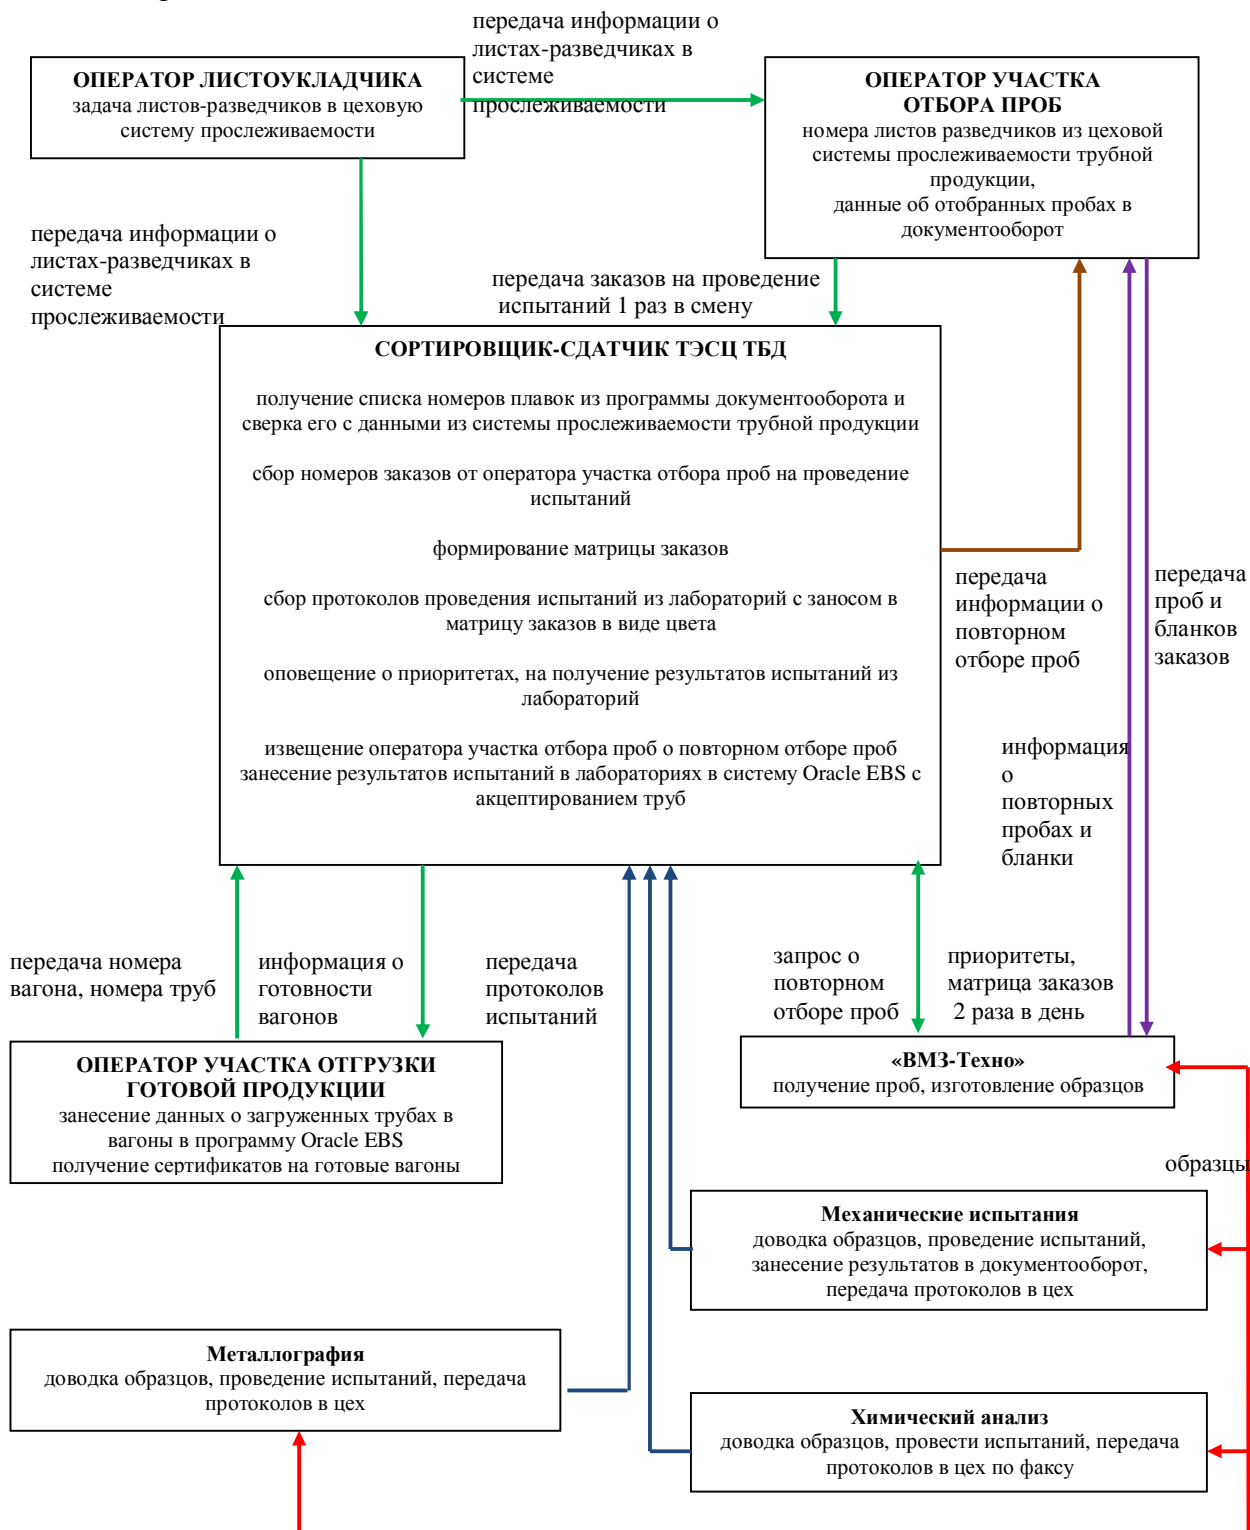 передача информации о
листах-разведчиках в
системе
прослеживаемости
ОПЕРАТОР ЛИСТОУКЛАДЧИКА
задача листов-разведчиков в цеховую
систему прослеживаемости
ОПЕРАТОР УЧАСТКА
ОТБОРА ПРОБ
номера листов разведчиков из цеховой
системы прослеживаемости трубной
продукции,
данные об отобранных пробах в
документооборот
передача информации о
листах-разведчиках в
системе
прослеживаемости
передача заказов на проведение
испытаний 1 раз в смену
СОРТИРОВЩИК-СДАТЧИК ТЭСЦ ТБД
получение списка номеров плавок из программы документооборота и
сверка его с данными из системы прослеживаемости трубной продукции
сбор номеров заказов от оператора участка отбора проб на проведение
испытаний
формирование матрицы заказов
сбор протоколов проведения испытаний из лабораторий с заносом в
матрицу заказов в виде цвета
оповещение о приоритетах, на получение результатов испытаний из
лабораторий
извещение оператора участка отбора проб о повторном отборе проб
занесение результатов испытаний в лабораториях в систему Oracle EBS с
акцептированием труб
передача
информации о
повторном
отборе проб
передача
проб и
бланков
заказов
информация
о
повторных
пробах и
бланки
передача номера
вагона, номера труб
информация о
готовности
вагонов
передача
протоколов
испытаний
запрос о
повторном
отборе проб
приоритеты,
матрица заказов
2 раза в день
ОПЕРАТОР УЧАСТКА ОТГРУЗКИ
ГОТОВОЙ ПРОДУКЦИИ
занесение данных о загруженных трубах в
вагоны в программу Oracle EBS
получение сертификатов на готовые вагоны
«ВМЗ-Техно»
получение проб, изготовление образцов
образцы
Механические испытания
доводка образцов, проведение испытаний,
занесение результатов в документооборот,
передача протоколов в цех
Металлография
доводка образцов, проведение испытаний, передача
протоколов в цех
Химический анализ
доводка образцов, провести испытаний, передача
протоколов в цех по факсу